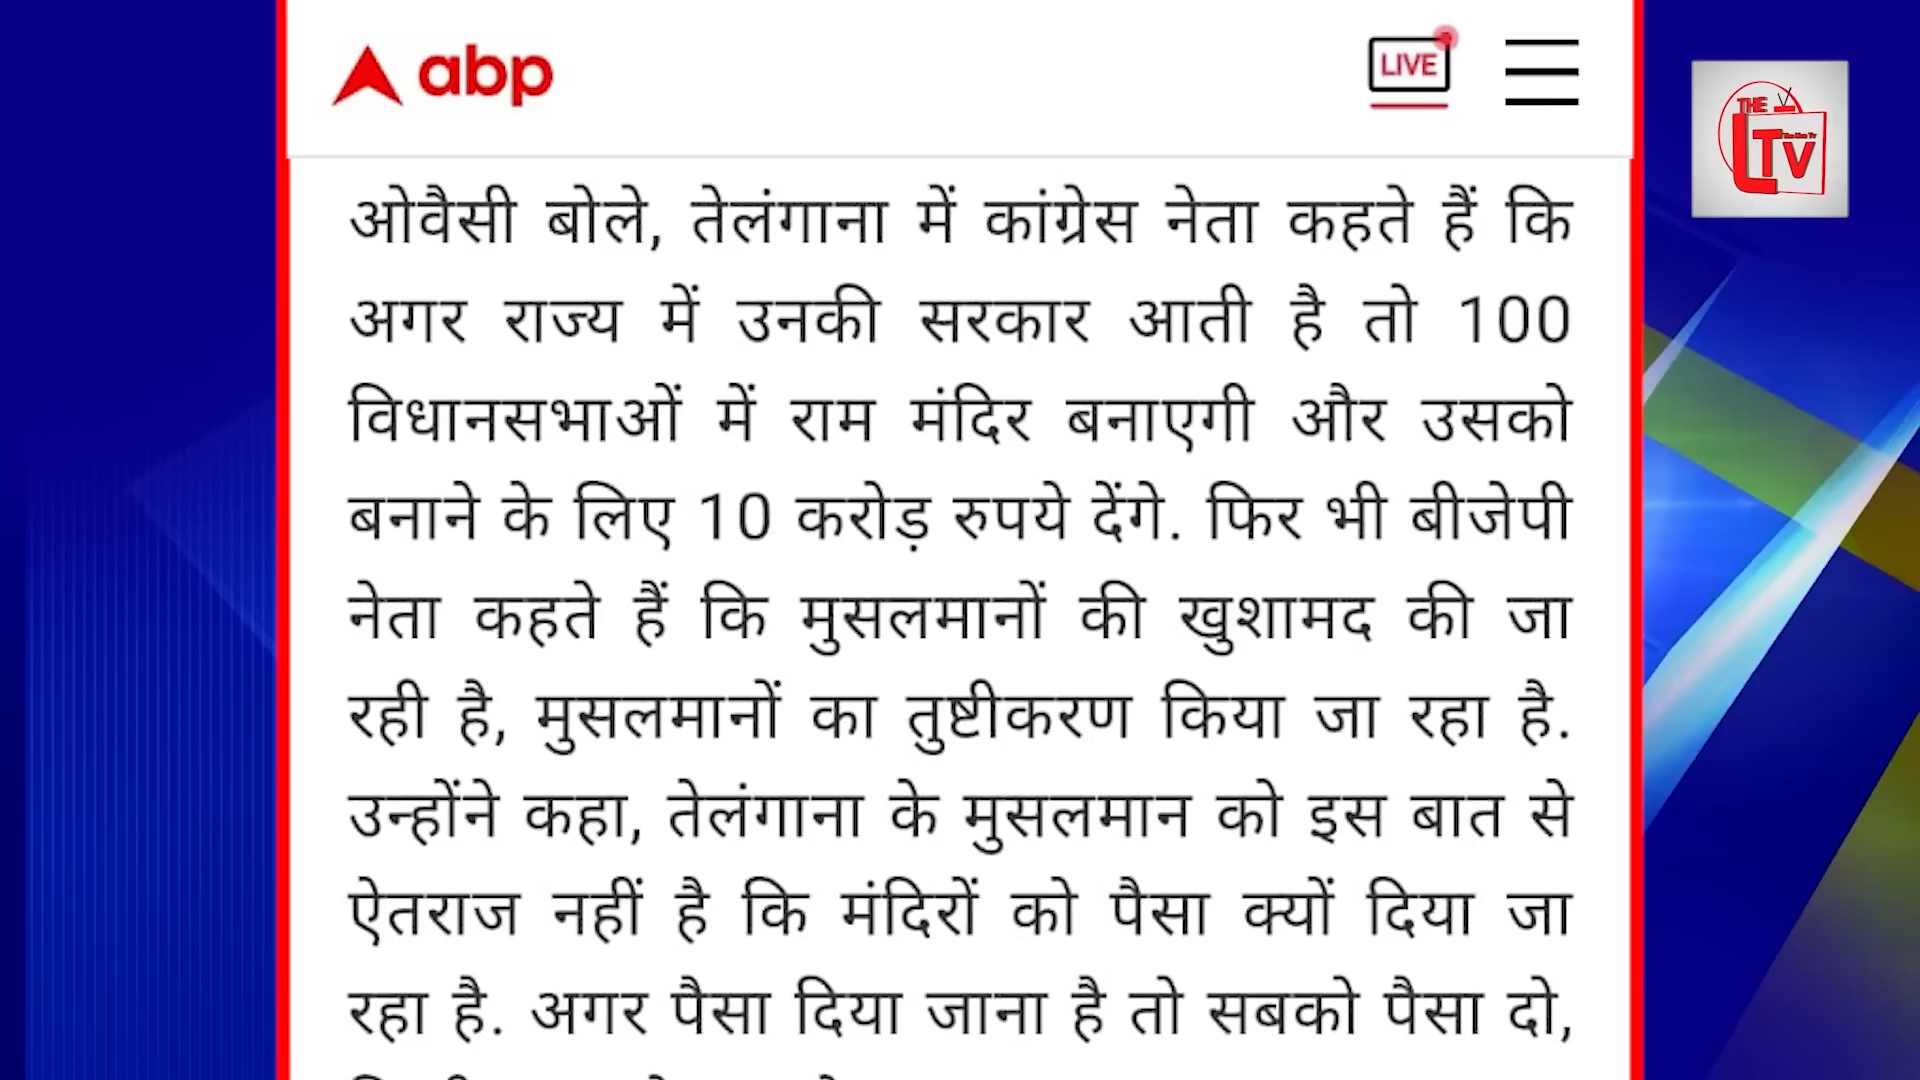 abp
LIVE
THE
LTV
ओवैसी बोले, तेलंगाना में कांग्रेस नेता कहते हैं कि
अगर राज्य में उनकी सरकार आती है तो 100
विधानसभाओं में राम मंदिर बनाएगी और उसको
बनाने के लिए 10 करोड़ रुपये देंगे. फिर भी बीजेपी
नेता कहते हैं कि मुसलमानों की खुशामद की जा
रही है, मुसलमानों का तुष्टीकरण किया जा रहा है.
उन्होंने कहा, तेलंगाना के मुसलमान को इस बात से
ऐतराज नहीं है कि मंदिरों को पैसा क्यों दिया जा
रहा है. अगर पैसा दिया जाना है तो सबको पैसा दो,